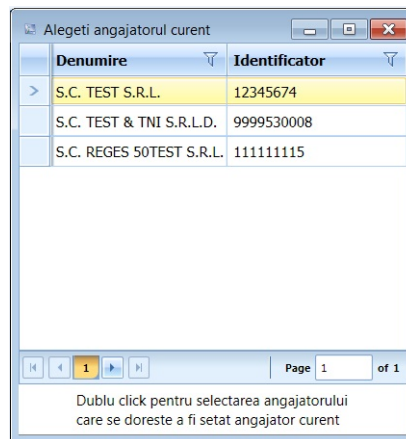 Alegeti angajatorul curent
Denumire Identificator
S.C. TEST S.R.L. 12345674
S.C. TEST & TNI S.R.L.D. 9999530008
S.C. REGES 50TEST S.R.L. 111111115
1 Page 1 of 1
Dublu click pentru selectarea angajatorului
care se doreste a fi setat angajator curent